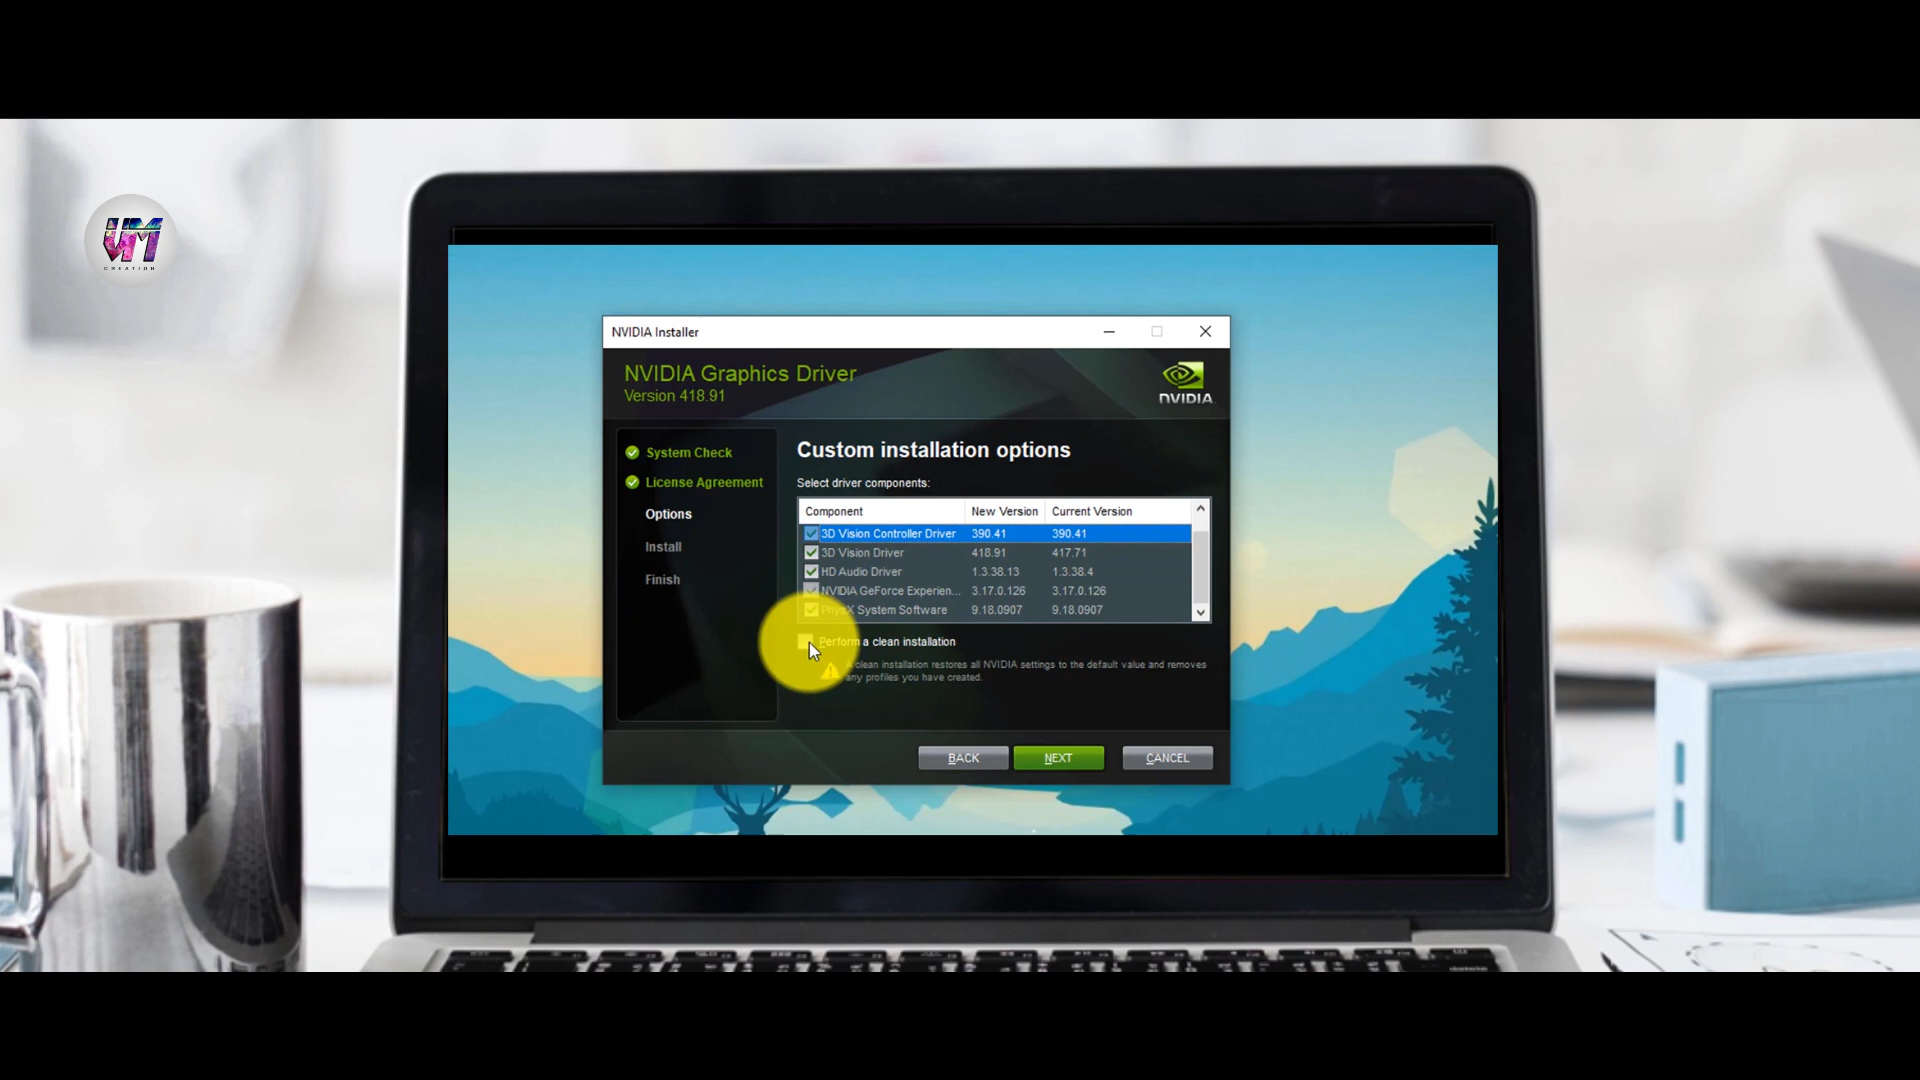 VM
CREATION
NVIDIA Installer
NVIDIA Graphics Driver
Version 418.91
NVIDIA
System Check
License Agreement
Options
Install
Finish
Custom installation options
Select driver components:
Component New Version Current Version
3D Vision Controller Driver 390.41 390.41
3D Vision Driver 418.91 417.71
HD Audio Driver 1.3.38.13 1.3.38.4
NVIDIA GeForce Experien... 3.17.0.126 3.17.0.126
PhysX System Software 9.18.0907 9.18.0907
Perform a clean installation
A clean installation restores all NVIDIA settings to the default value and removes
any profiles you have created.
BACK NEXT CANCEL